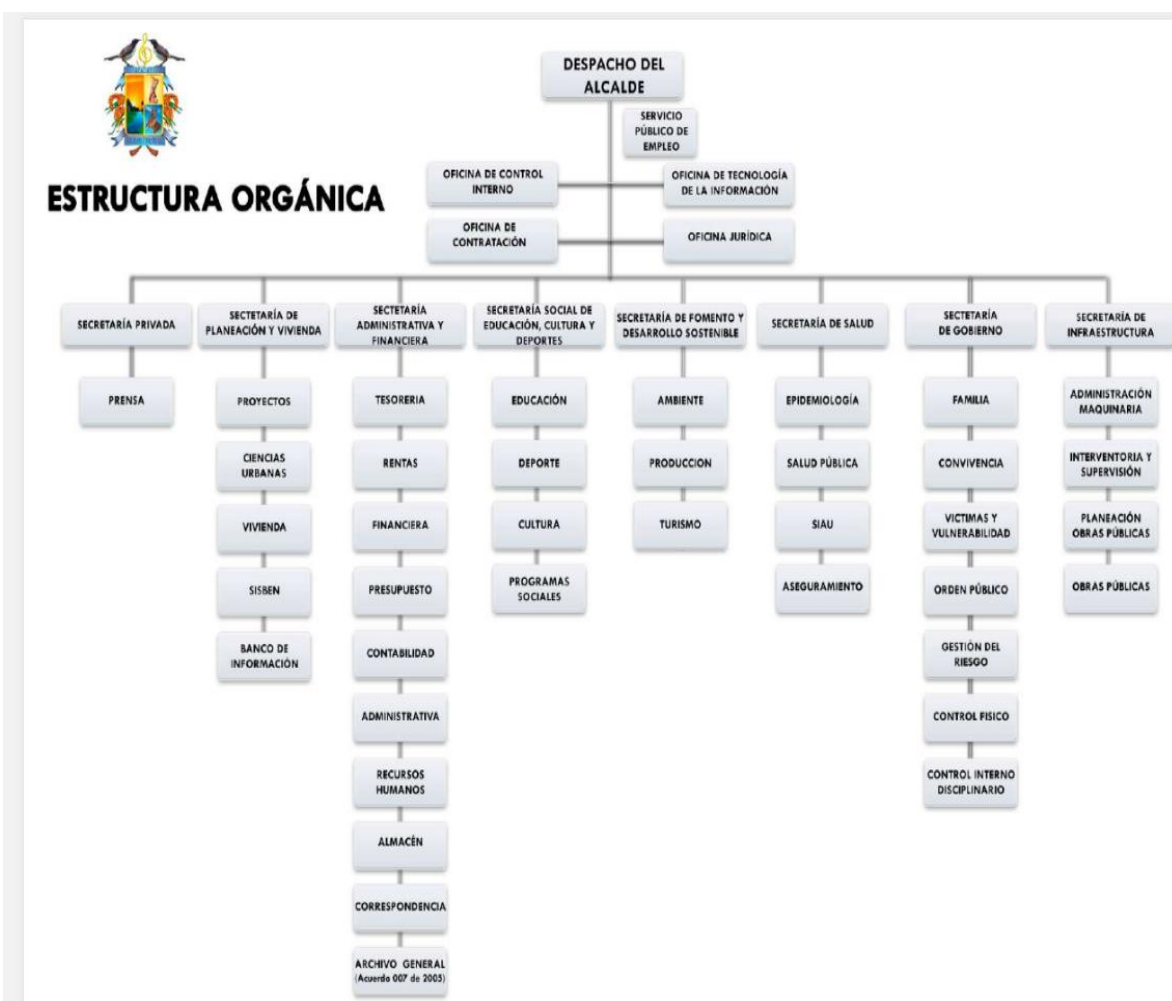 DESPACHO DEL
ALCALDE
SERVICIO
PÚBLICO DE
EMPLEO
OFICINA DE CONTROL
INTERNO
OFICINA DE TECNOLOGÍA
DE LA INFORMACIÓN
ESTRUCTURA ORGÁNICA
OFICINA DE
CONTRATACIÓN
OFICINA JURÍDICA
SECRETARÍA PRIVADA
PRENSA
SECTETARÍA DE
PLANEACIÓN Y VIVIENDA
PROYECTOS
CIENCIAS
URBANAS
VIVIENDA
SISBEN
BANCO DE
INFORMACIÓN
SECTETARÍA
ADMINISTRATIVA Y
FINANCIERA
TESORERIA
RENTAS
FINANCIERA
PRESUPUESTO
CONTABILIDAD
ADMINISTRATIVA
RECURSOS
HUMANOS
ALMACÉN
CORRESPONDENCIA
ARCHIVO GENERAL
(Acuerdo 007 de 2005)
SECRETARÍA SOCIAL DE
EDUCACIÓN, CULTURA Y
DEPORTES
EDUCACIÓN
DEPORTE
CULTURA
PROGRAMAS
SOCIALES
SECRETARÍA DE FOMENTO Y
DESARROLLO SOSTENIBLE
AMBIENTE
PRODUCCION
TURISMO
SECRETARÍA DE SALUD
EPIDEMIOLOGÍA
SALUD PÚBLICA
SIAU
ASEGURAMIENTO
SECTETARÍA
DE GOBIERNO
FAMILIA
CONVIVENCIA
VICTIMAS Y
VULNERABILIDAD
ORDEN PÚBLICO
GESTIÓN DEL
RIESGO
CONTROL FISICO
CONTROL INTERNO
DISCIPLINARIO
SECRETARÍA DE
INFRAESTRUCTURA
ADMINISTRACIÓN
MAQUINARIA
INTERVENTORIA Y
SUPERVISIÓN
PLANEACIÓN
OBRAS PÚBLICAS
OBRAS PÚBLICAS